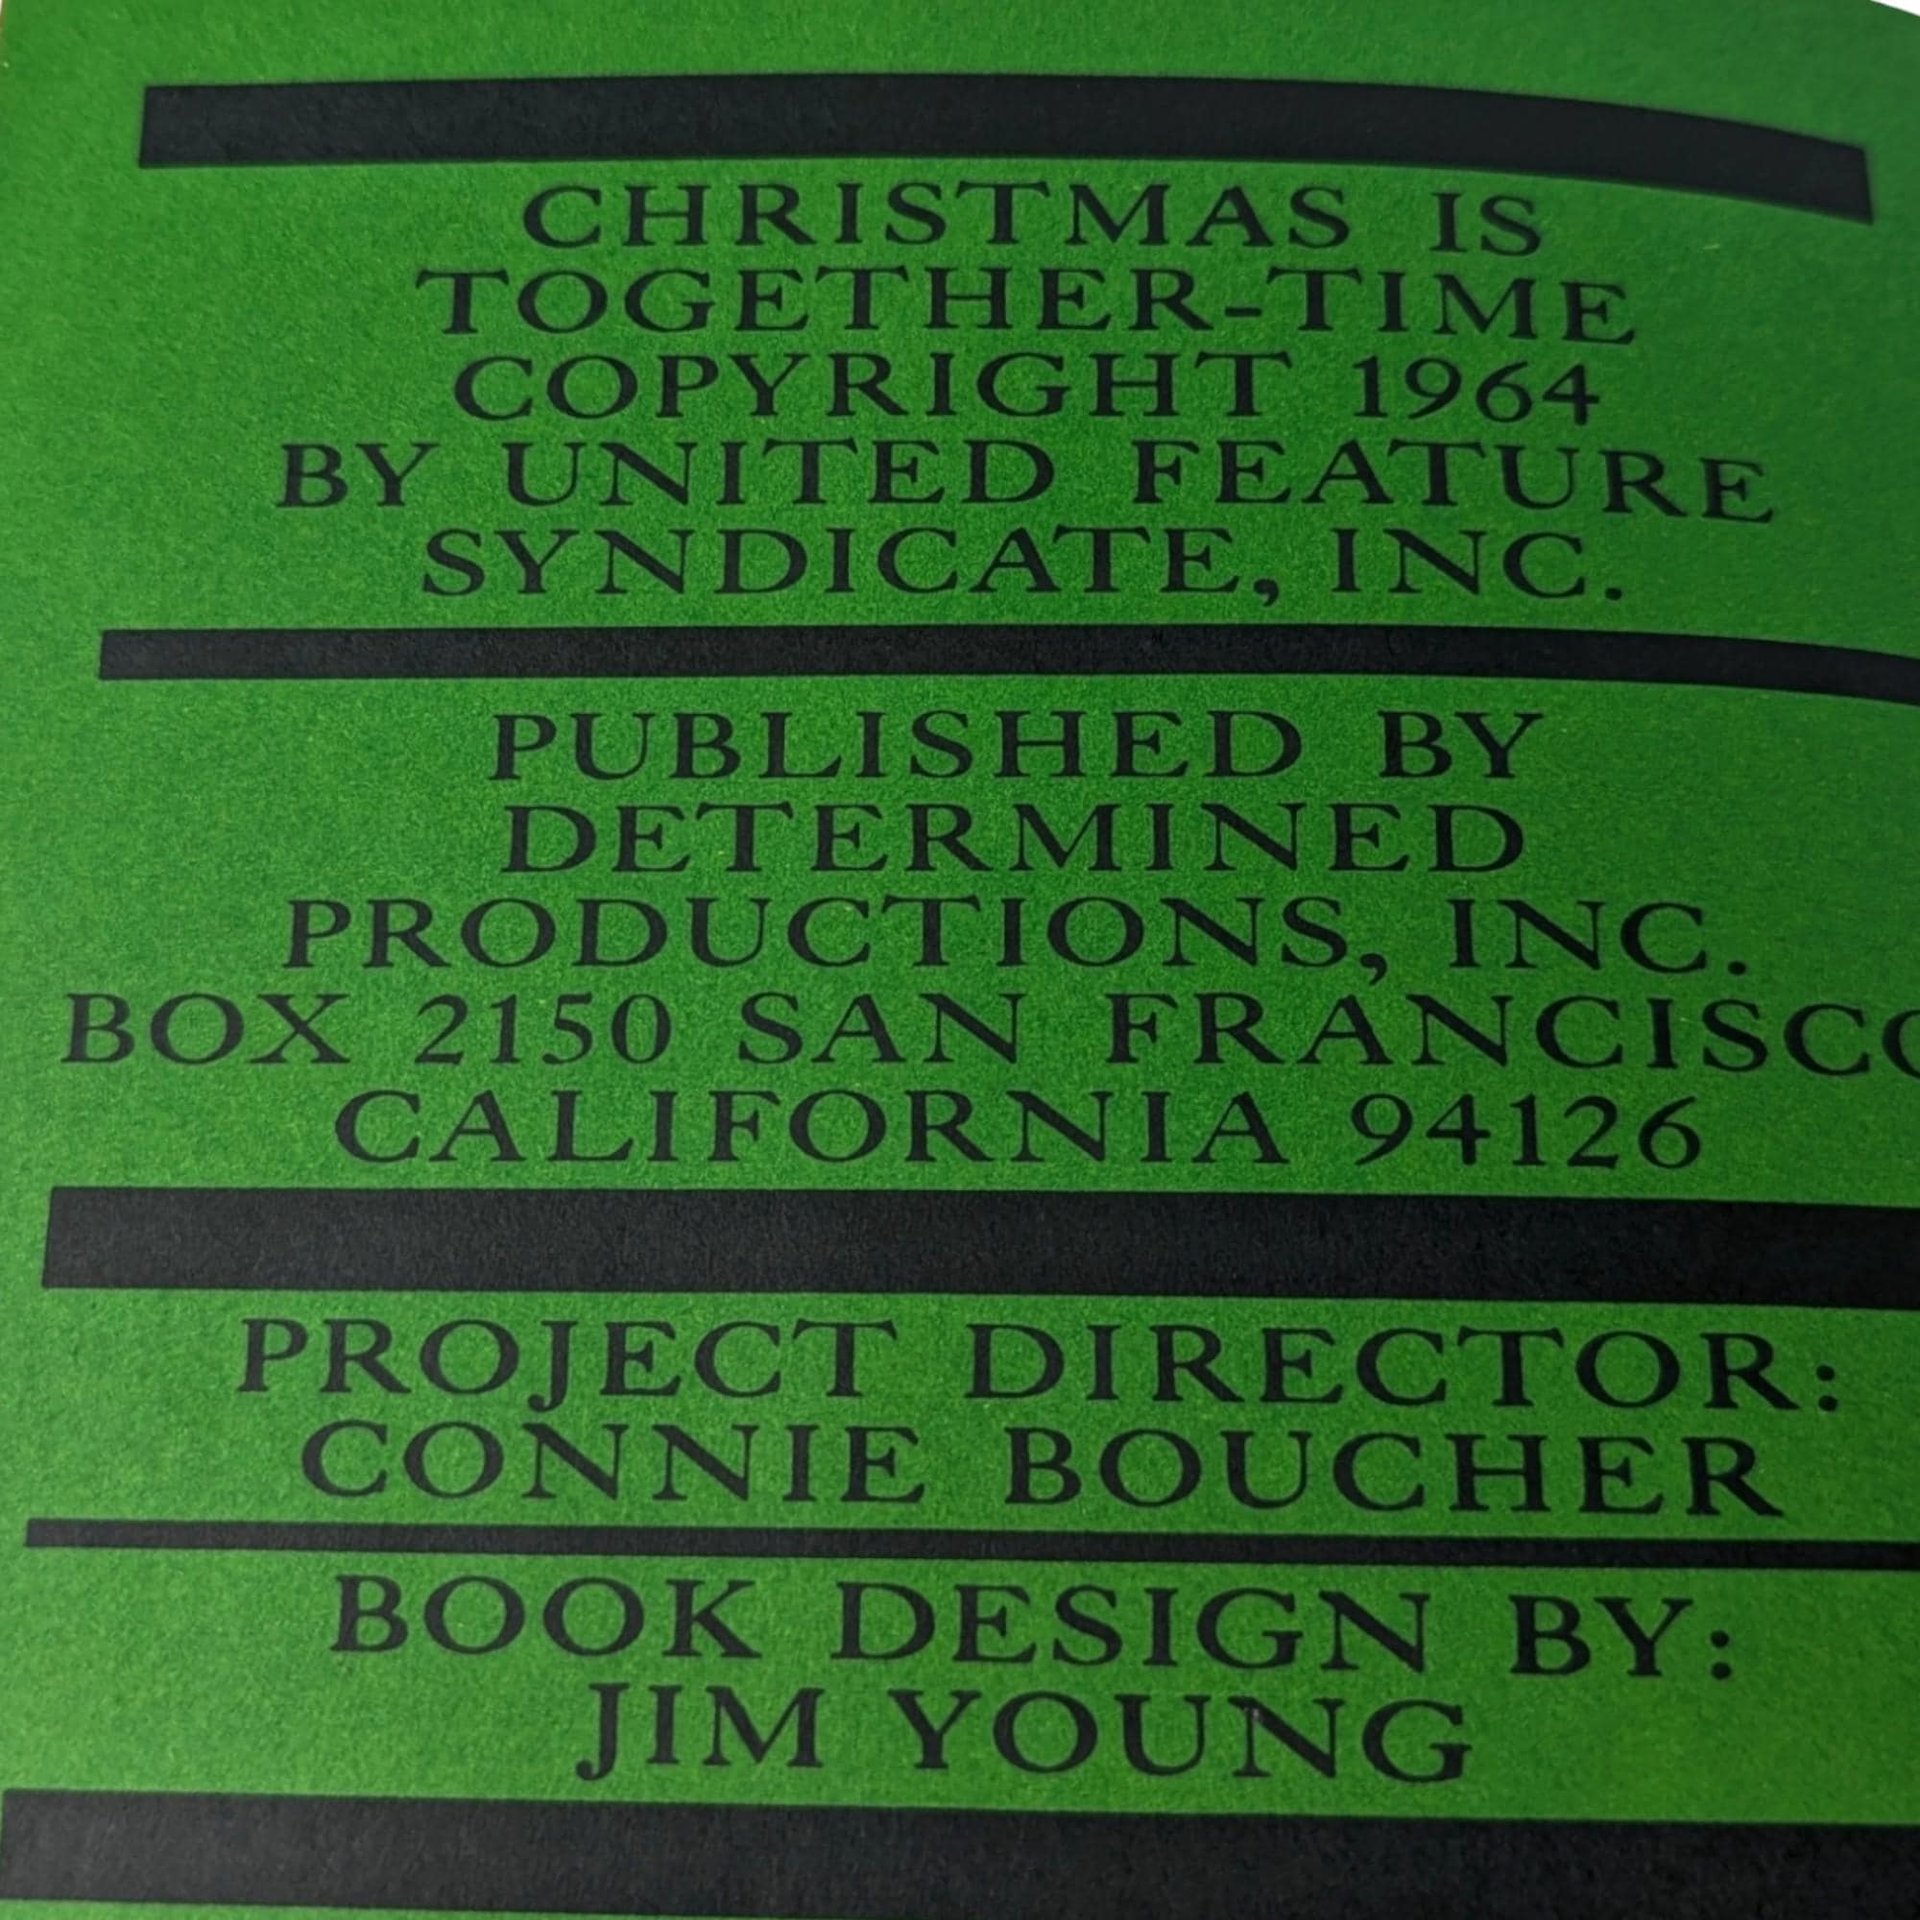 CHRISTMAS IS
TOGETHER-TIME
COPYRIGHT 1964
BY UNITED FEATURE
SYNDICATE, INC.
PUBLISHED BY
DETERMINED
PRODUCTIONS, INC.
BOX 2150 SAN FRANCISCO
CALIFORNIA 94126
PROJECT DIRECTOR:
CONNIE BOUCHER
BOOK DESIGN BY:
JIM YOUNG